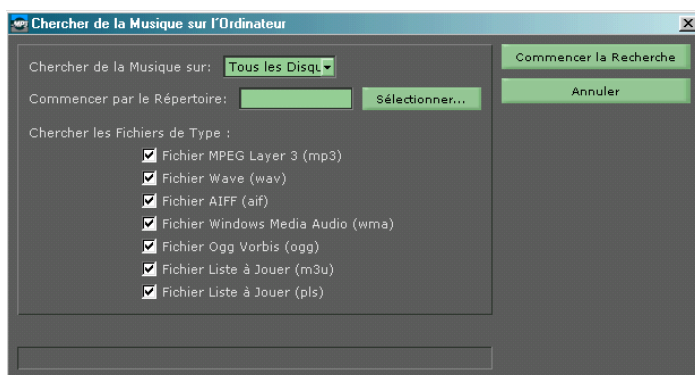 Chercher de la Musique sur l'Ordinateur
Chercher de la Musique sur: Tous les Disqu
Commencer par le Répertoire: Sélectionner...
Chercher les Fichiers de Type :
Fichier MPEG Layer 3 (mp3)
Fichier Wave (wav)
Fichier AIFF (aif)
Fichier Windows Media Audio (wma)
Fichier Ogg Vorbis (ogg)
Fichier Liste à Jouer (m3u)
Fichier Liste à Jouer (pls)
Commencer la Recherche
Annuler